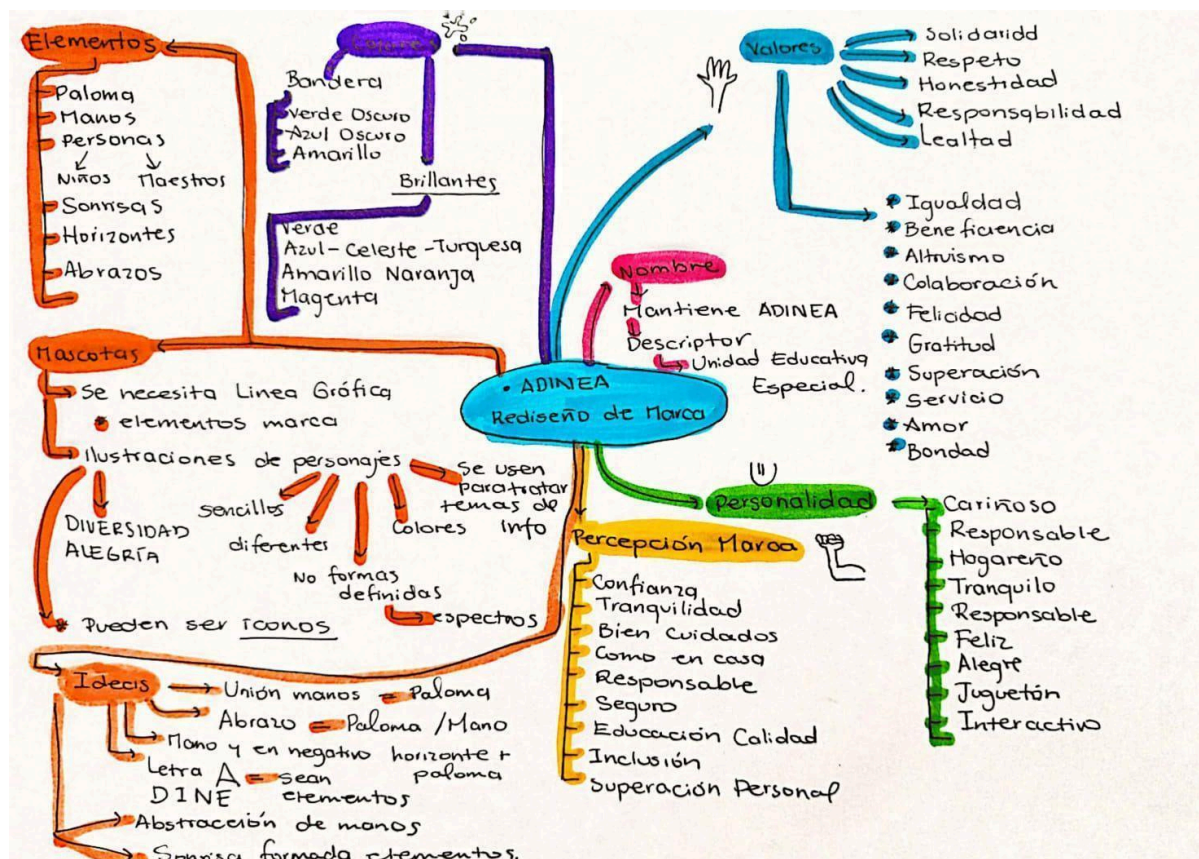 Elementos
Paloma
Manos
Personas
Niños Maestros
Sonrisas
Horizontes
Abrazos
Colores
Bandera
Verde Oscuro
Azul Oscuro
Amarillo
Brillantes
Verde
Azul-Celeste-Turquesa
Amarillo Naranja
Magenta
Valores
Solidaridd
Respeto
Honestidad
Responsabilidad
Lealtad
Igualdad
Beneficiencia
Altruismo
Colaboración
Felicidad
Gratitud
Superación
Servicio
Amor
Bondad
Nombre
Mantiene ADINEA
Descriptor
Unidad Educativa
Especial.
• ADINEA
Rediseño de Marca
Mascotas
Se necesita Linea Gráfica
* elementos marca
Ilustraciones de personajes
DIVERSIDAD
ALEGRÍA
sencillos
diferentes
No formas
definidas
espectros
Colores
Se usen
para tratar
temas de
Info
* Pueden ser iconos
Personalidad
Cariñoso
Responsable
Hogareño
Tranquilo
Responsable
Feliz
Alegre
Juguetón
Interactivo
Percepción Marca
Confianza
Tranquilidad
Bien Cuidados
Como en casa
Responsable
Seguro
Educación Calidad
Inclusión
Superación Personal
Ideas
Unión manos = Paloma
Abrazo = Paloma / Mano
Mano y en negativo horizonte +
paloma
Letra A = sean
DINE elementos
Abstracción de manos
Sonrisa formada elementos.